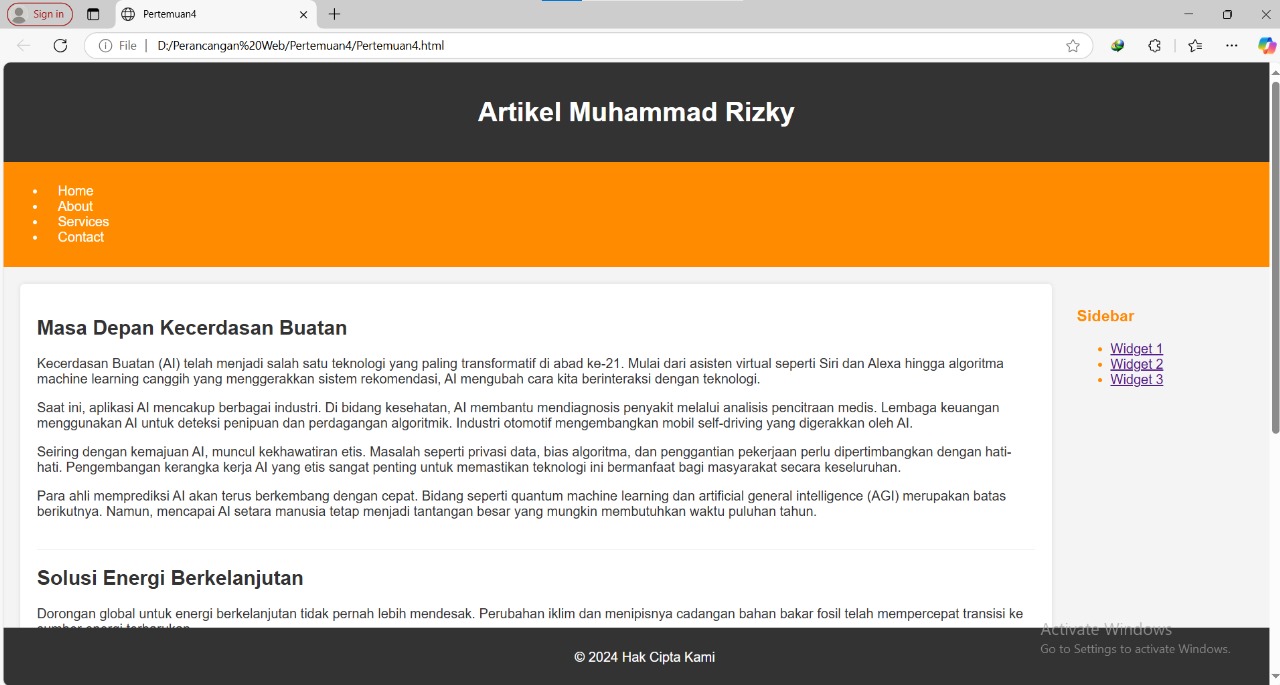 Sign in
Pertemuan4
File
D:/Perancangan%20Web/Pertemuan4/Pertemuan4.html
Artikel Muhammad Rizky
Home
About
Services
Contact
Masa Depan Kecerdasan Buatan
Kecerdasan Buatan (AI) telah menjadi salah satu teknologi yang paling transformatif di abad ke-21. Mulai dari asisten virtual seperti Siri dan Alexa hingga algoritma
machine learning canggih yang menggerakkan sistem rekomendasi, AI mengubah cara kita berinteraksi dengan teknologi.
Saat ini, aplikasi AI mencakup berbagai industri. Di bidang kesehatan, AI membantu mendiagnosis penyakit melalui analisis pencitraan medis. Lembaga keuangan
menggunakan AI untuk deteksi penipuan dan perdagangan algoritmik. Industri otomotif mengembangkan mobil self-driving yang digerakkan oleh AI.
Seiring dengan kemajuan AI, muncul kekhawatiran etis. Masalah seperti privasi data, bias algoritma, dan penggantian pekerjaan perlu dipertimbangkan dengan hati-
hati. Pengembangan kerangka kerja AI yang etis sangat penting untuk memastikan teknologi ini bermanfaat bagi masyarakat secara keseluruhan.
Para ahli memprediksi AI akan terus berkembang dengan cepat. Bidang seperti quantum machine learning dan artificial general intelligence (AGI) merupakan batas
berikutnya. Namun, mencapai AI setara manusia tetap menjadi tantangan besar yang mungkin membutuhkan waktu puluhan tahun.
Solusi Energi Berkelanjutan
Dorongan global untuk energi berkelanjutan tidak pernah lebih mendesak. Perubahan iklim dan menipisnya cadangan bahan bakar fosil telah mempercepat transisi ke
sumber energi terbarukan.
Sidebar
Widget 1
Widget 2
Widget 3
Activate Windows
Go to Settings to activate Windows.
© 2024 Hak Cipta Kami